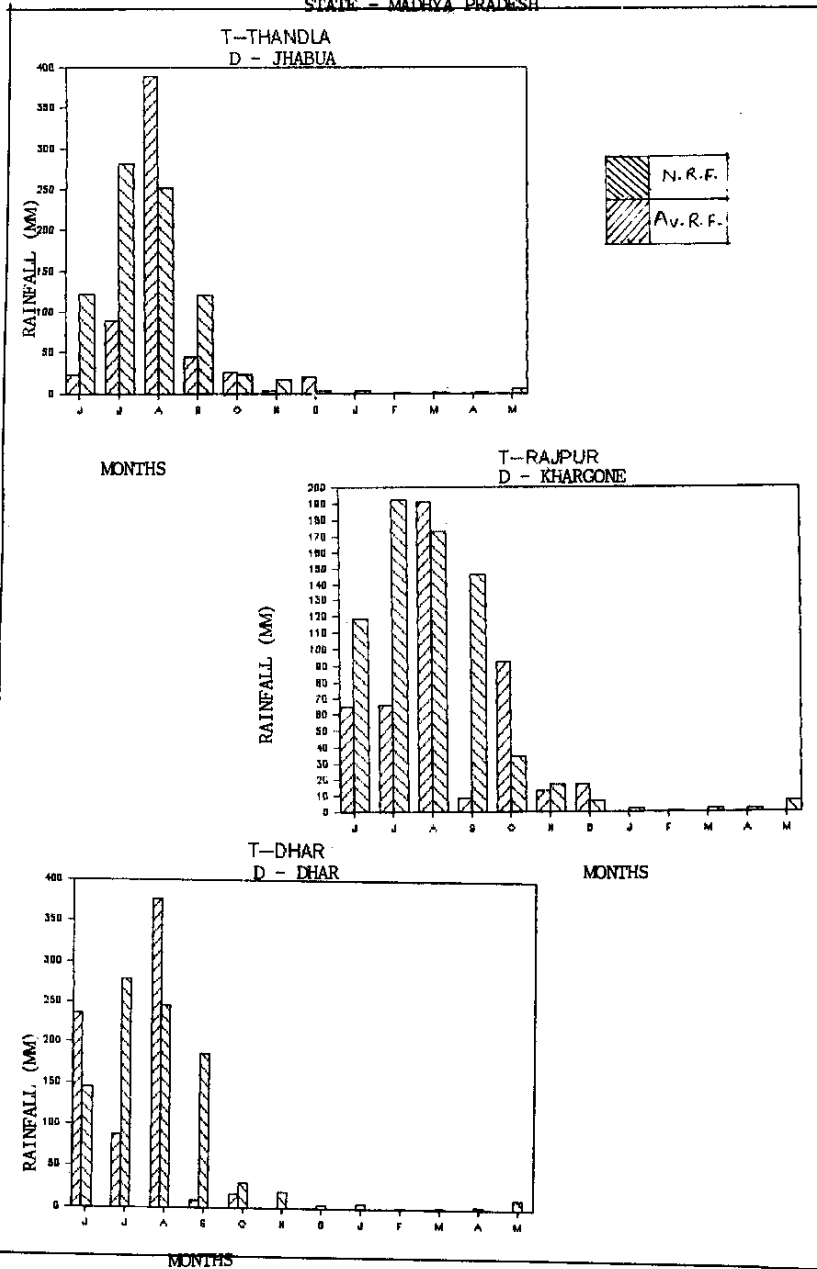 STATE - MADHYA PRADESH
T-THANDLA
D - JHABUA
400
350
300
250
200
150
100
50
0
RAINFALL (MM)
J J A S O N D J F M A M
MONTHS
N.R.F.
Av.R.F.
T-RAJPUR
D - KHARGONE
200
190
180
170
160
150
140
130
120
110
100
90
80
70
60
50
40
30
20
10
0
RAINFALL (MM)
J J A S O N D J F M A M
MONTHS
T-DHAR
D - DHAR
400
350
300
250
200
150
100
50
0
RAINFALL (MM)
J J A S O N D J F M A M
MONTHS